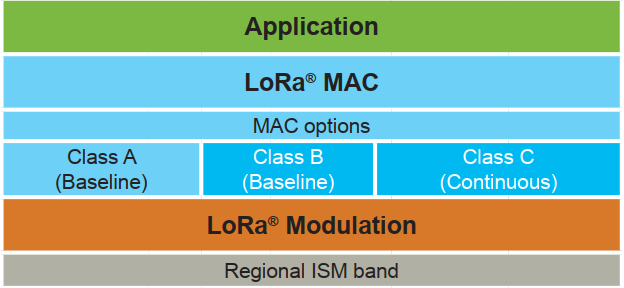 Application
LoRa® MAC
MAC options
Class A
(Baseline)
Class B
(Baseline)
Class C
(Continuous)
LoRa® Modulation
Regional ISM band